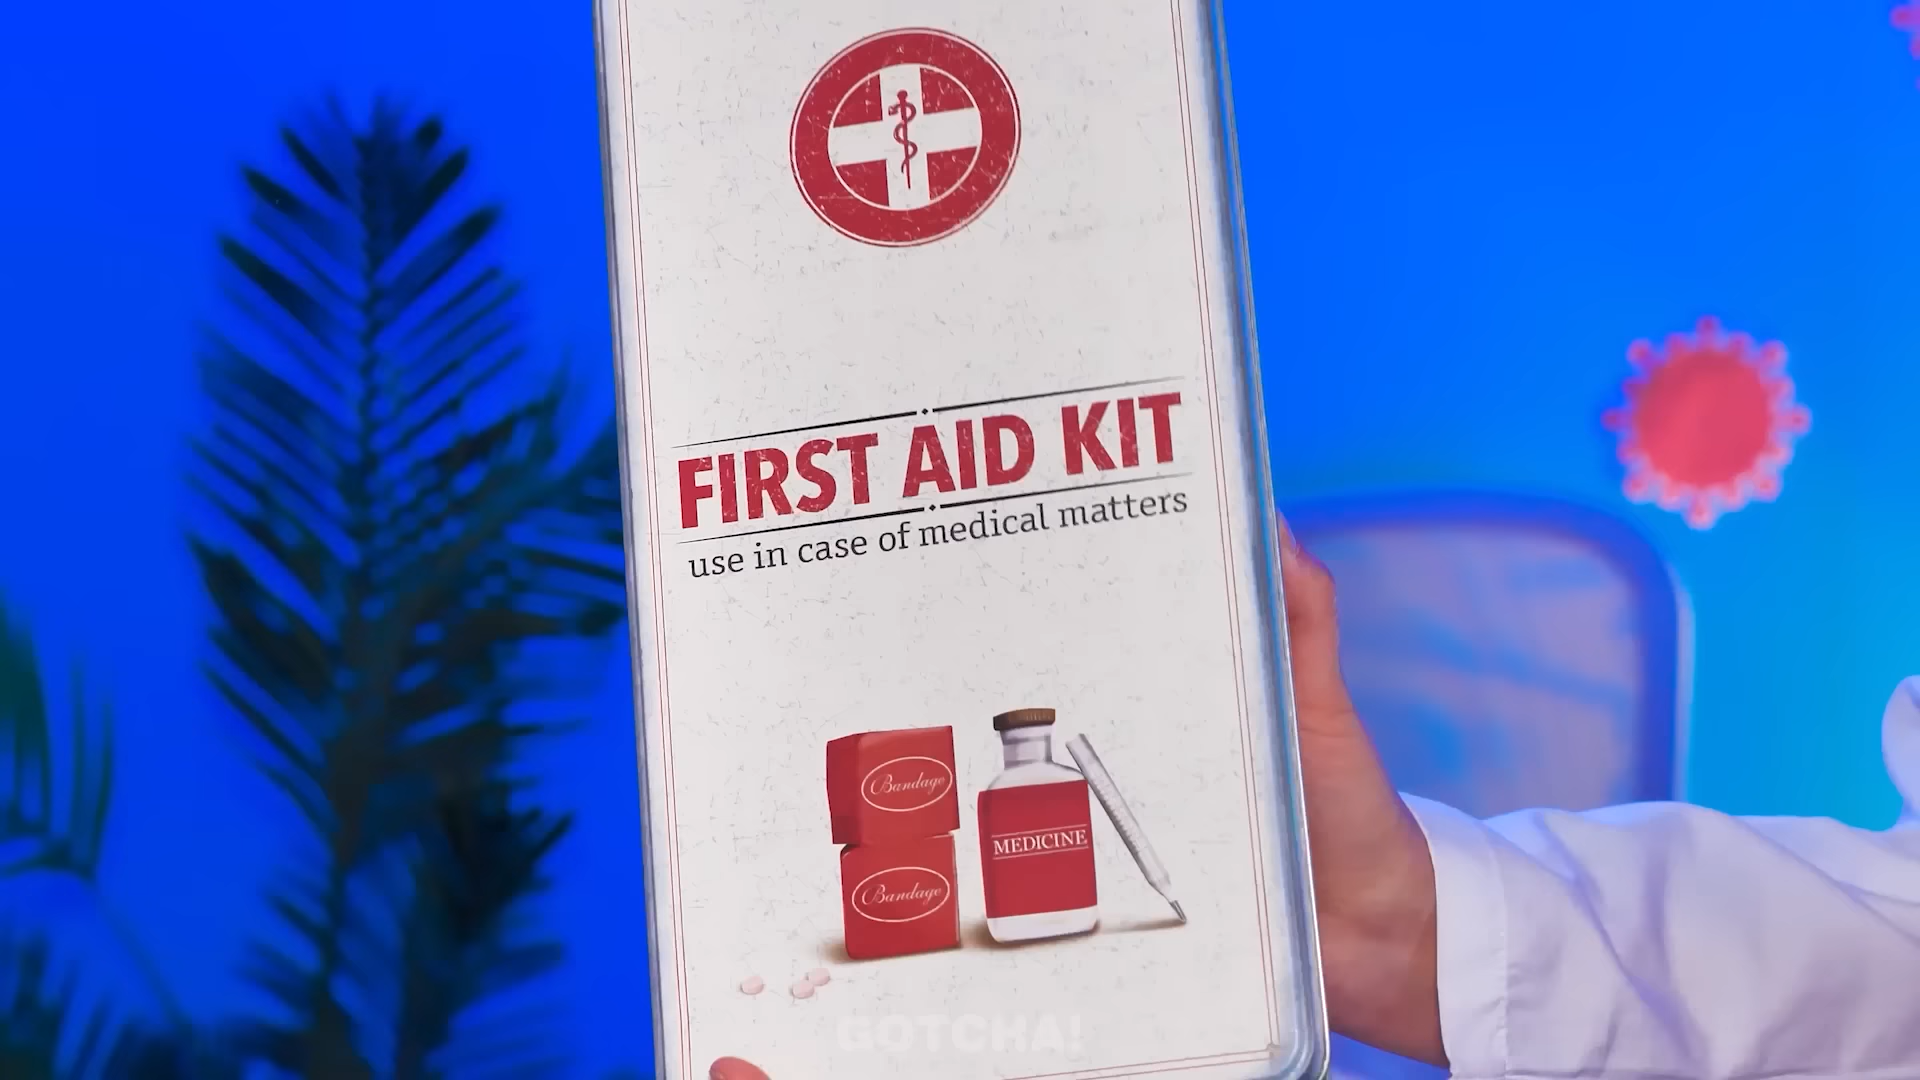 FIRST AID KIT
use in case of medical matters
Bandage
MEDICINE
Bandage
GOTCHA!